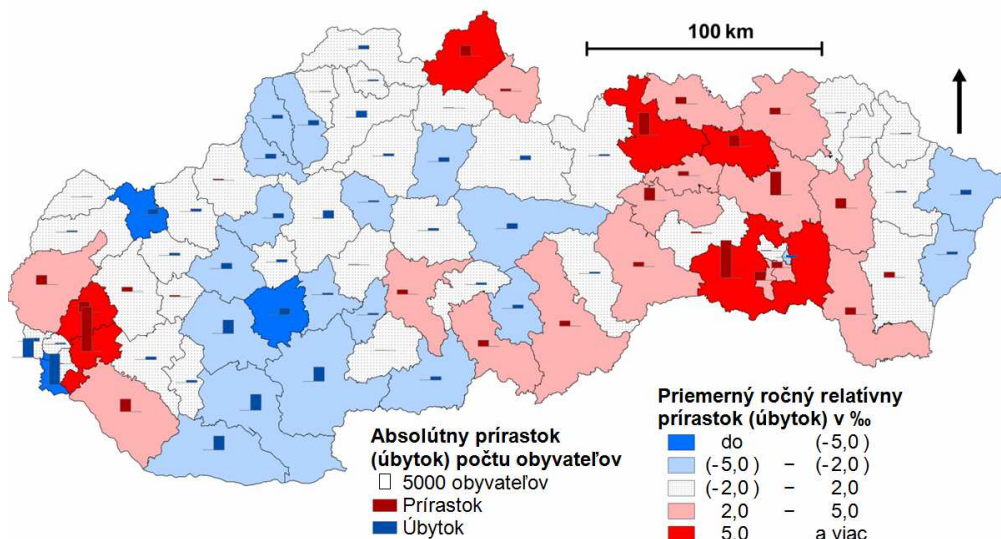 100 km
Absolútny prírastok
(úbytok) počtu obyvateľov
5000 obyvateľov
Prírastok
Úbytok
Priemerný ročný relatívny
prírastok (úbytok) v ‰
do (-5,0 )
(-5,0 ) – (-2,0 )
(-2,0 ) – 2,0
2,0 – 5,0
5,0 a viac